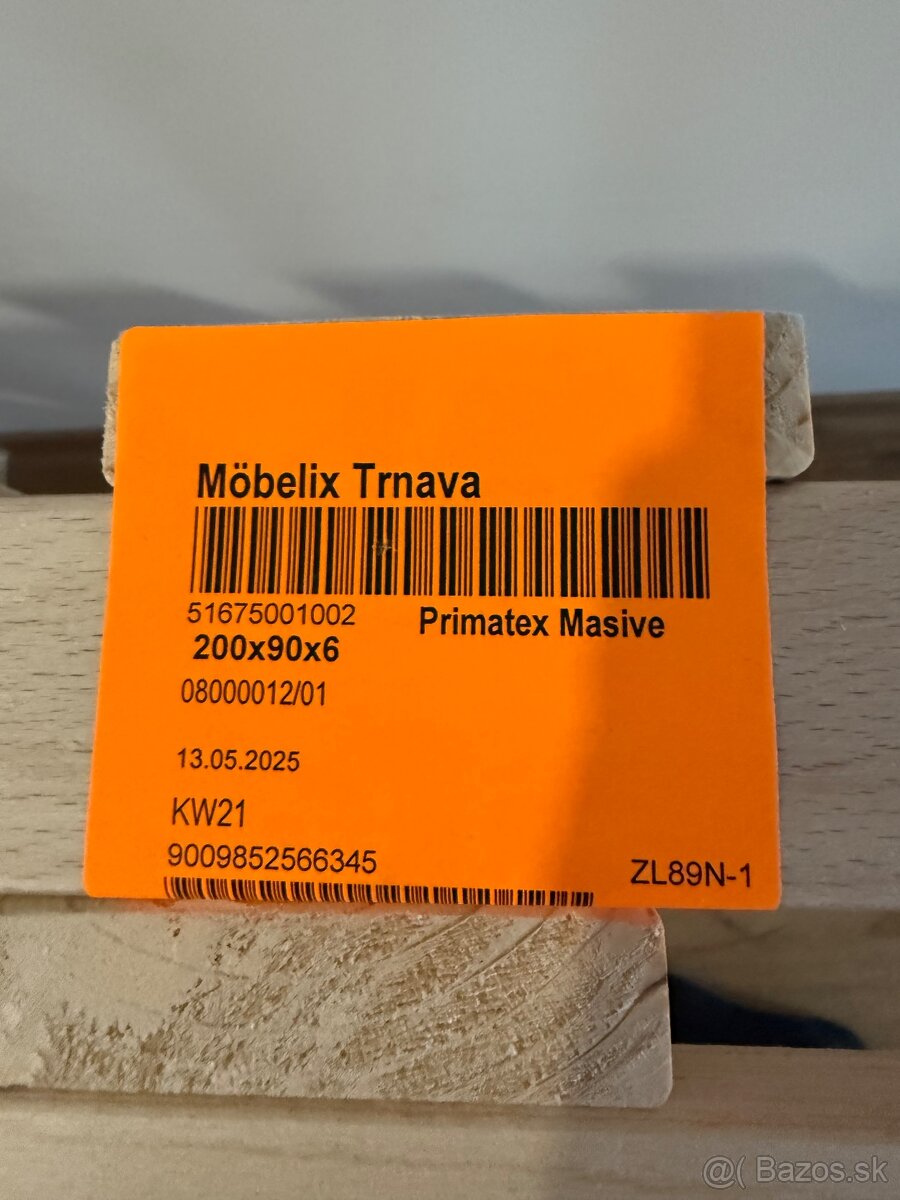 Möbelix Trnava
51675001002
Primatex Masive
200x90x6
08000012/01
13.05.2025
KW21
9009852566345
ZL89N-1
@( Bazos.sk